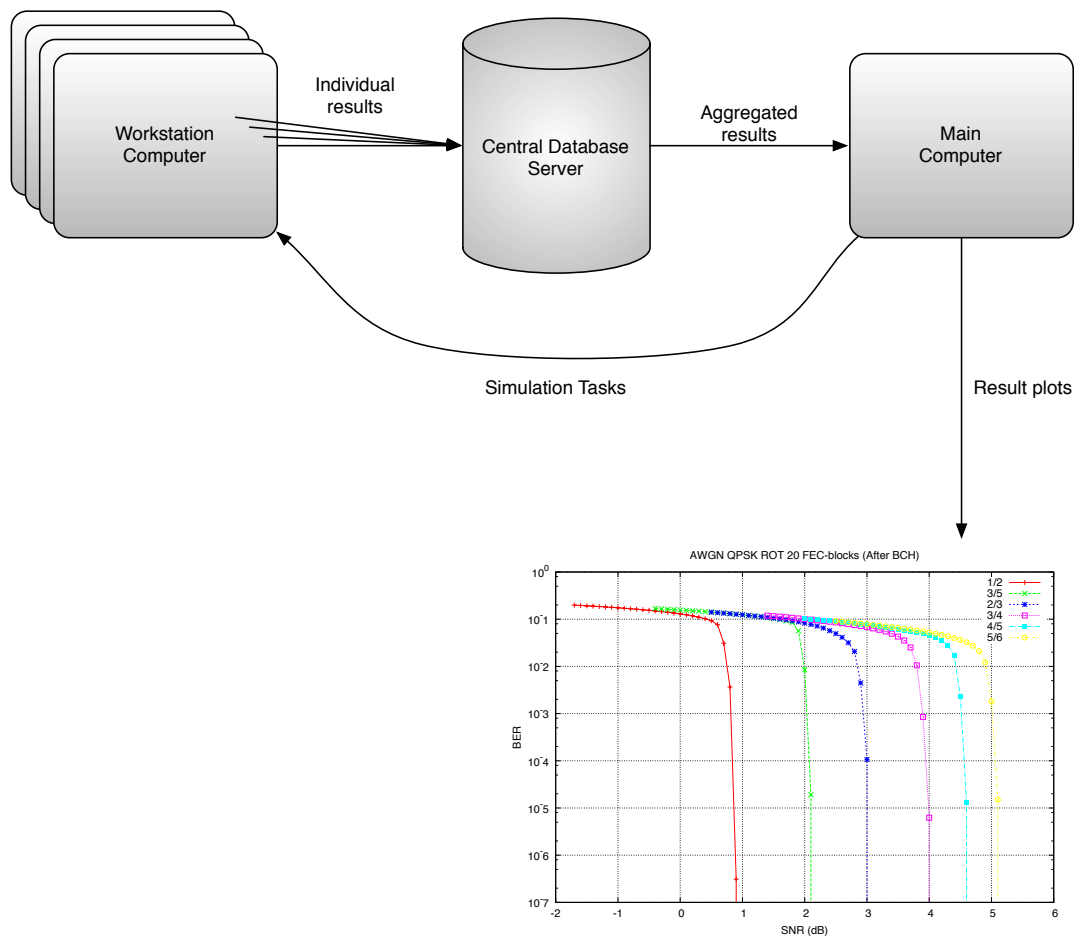 Individual
results
Workstation
Computer
Central Database
Server
Aggregated
results
Main
Computer
Simulation Tasks
Result plots
AWGN QPSK ROT 20 FEC-blocks (After BCH)
1/2
3/5
2/3
3/4
4/5
5/6
10^0
10^-1
10^-2
10^-3
10^-4
10^-5
10^-6
10^-7
BER
-2 -1 0 1 2 3 4 5 6
SNR (dB)